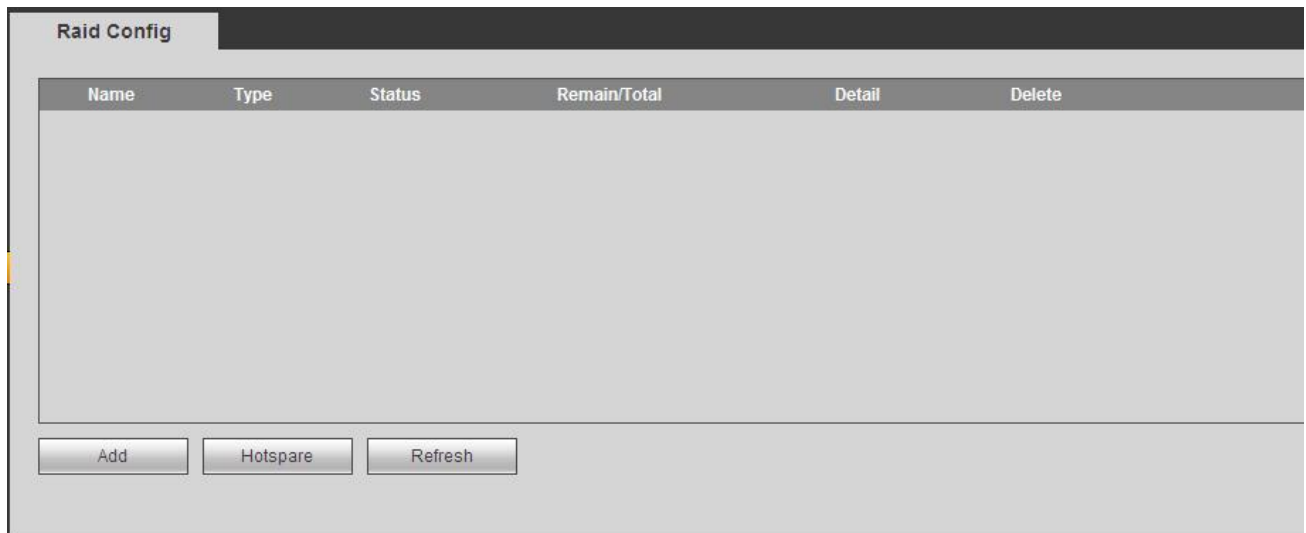 Raid Config
Name Type Status Remain/Total Detail Delete
Add Hotspare Refresh